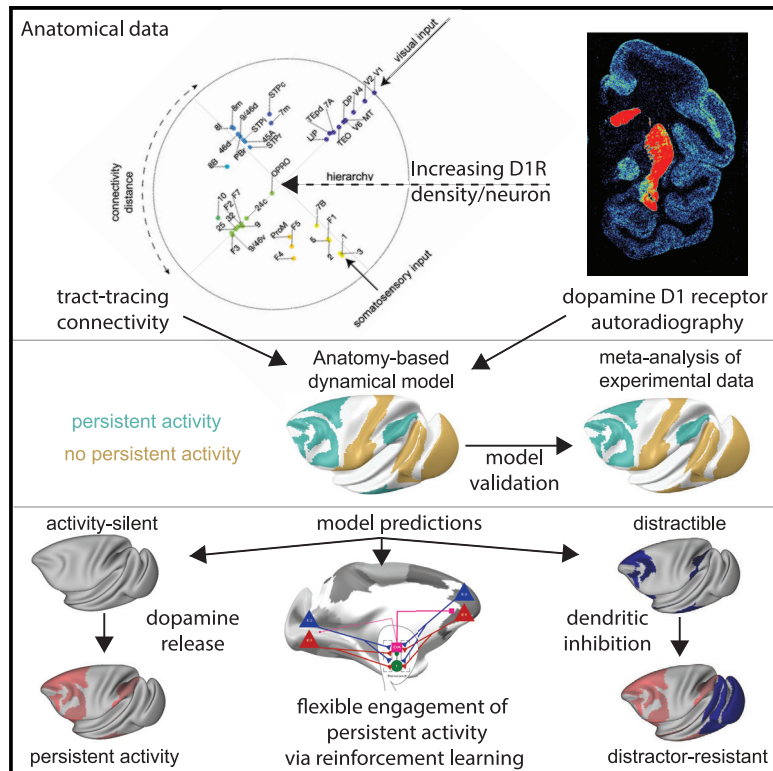 Anatomical data
visual input
STPc
9/46d
8m
8l
STPi
7m
46d
45A
PBr
STPr
8B
TEpd
7A
DP
V4
V2
V1
LIP
TEO
V6
MT
OPRO
hierarchy
connectivity
distance
Increasing D1R
density/neuron
10
F7
F2
32
25
24c
9
9/46v
F3
ProM
F5
F4
7B
F1
5
2
1
3
somatosensory input
tract-tracing
connectivity
dopamine D1 receptor
autoradiography
Anatomy-based
dynamical model
meta-analysis of
experimental data
persistent activity
no persistent activity
model
validation
activity-silent
model predictions
distractible
dopamine
release
dendritic
inhibition
flexible engagement of
persistent activity
via reinforcement learning
persistent activity
distractor-resistant